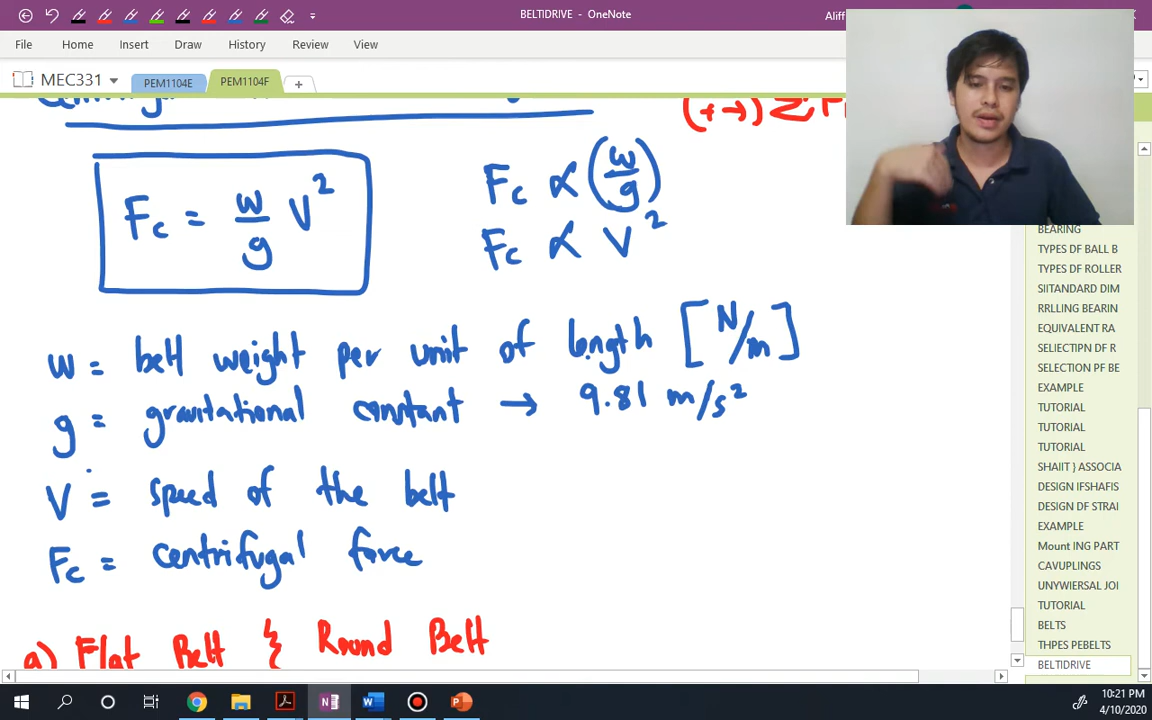 BELTIDRIVE - OneNote
Aliff
File Home Insert Draw History Review View
MEC331
PEM1104E
PEM1104F
Centrifugal
(+→) Σ F
Fc = w/g V²
Fc ∝ (w/g)
Fc ∝ V²
w = belt weight per unit of length [N/m]
g = gravitational constant → 9.81 m/s²
V = speed of the belt
Fc = centrifugal force
a) Flat Belt } Round Belt
BEARING
TYPES DF BALL B
TYPES DF ROLLER
SIITANDARD DIM
RRLLING BEARIN
EQUIVALENT RA
SELIECTIPN DF R
SELECTION PF BE
EXAMPLE
TUTORIAL
TUTORIAL
TUTORIAL
SHAIIT } ASSOCIA
DESIGN IFSHAFIS
DESIGN DF STRAI
EXAMPLE
Mount ING PART
CAVUPLINGS
UNYWIERSAL JOI
TUTORIAL
BELTS
THPES PEBELTS
BELTIDRIVE
10:21 PM
4/10/2020